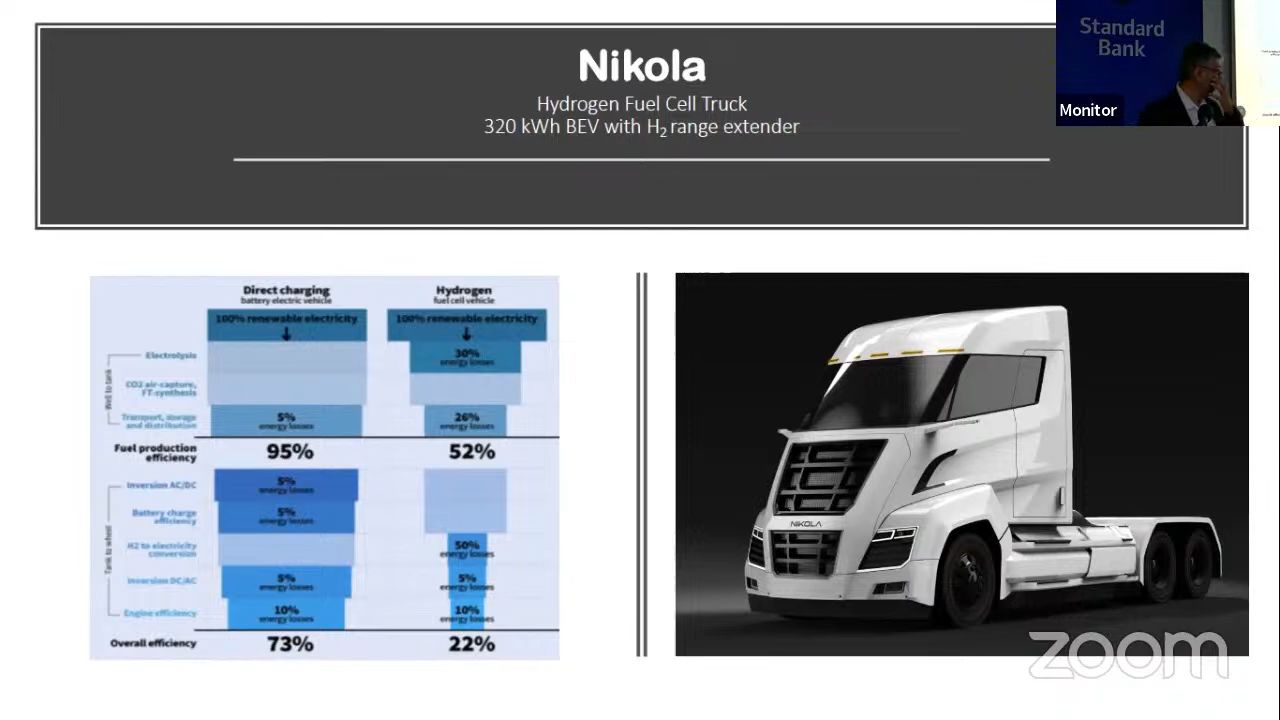 Nikola
Hydrogen Fuel Cell Truck
320 kWh BEV with H₂ range extender
Standard
Bank
Monitor
Direct charging
battery electric vehicle
Hydrogen
fuel cell vehicle
100% renewable electricity
100% renewable electricity
Well to tank
Electrolysis
30%
energy losses
CO2 air-capture,
FT-synthesis
Transport, storage
and distribution
5%
energy losses
26%
energy losses
Fuel production
efficiency
95%
52%
Tank to wheel
Inversion AC/DC
5%
energy losses
Battery charge
efficiency
5%
energy losses
H2 to electricity
conversion
50%
energy losses
Inversion DC/AC
5%
energy losses
5%
energy losses
Engine efficiency
10%
energy losses
10%
energy losses
Overall efficiency
73%
22%
NIKOLA
zoom